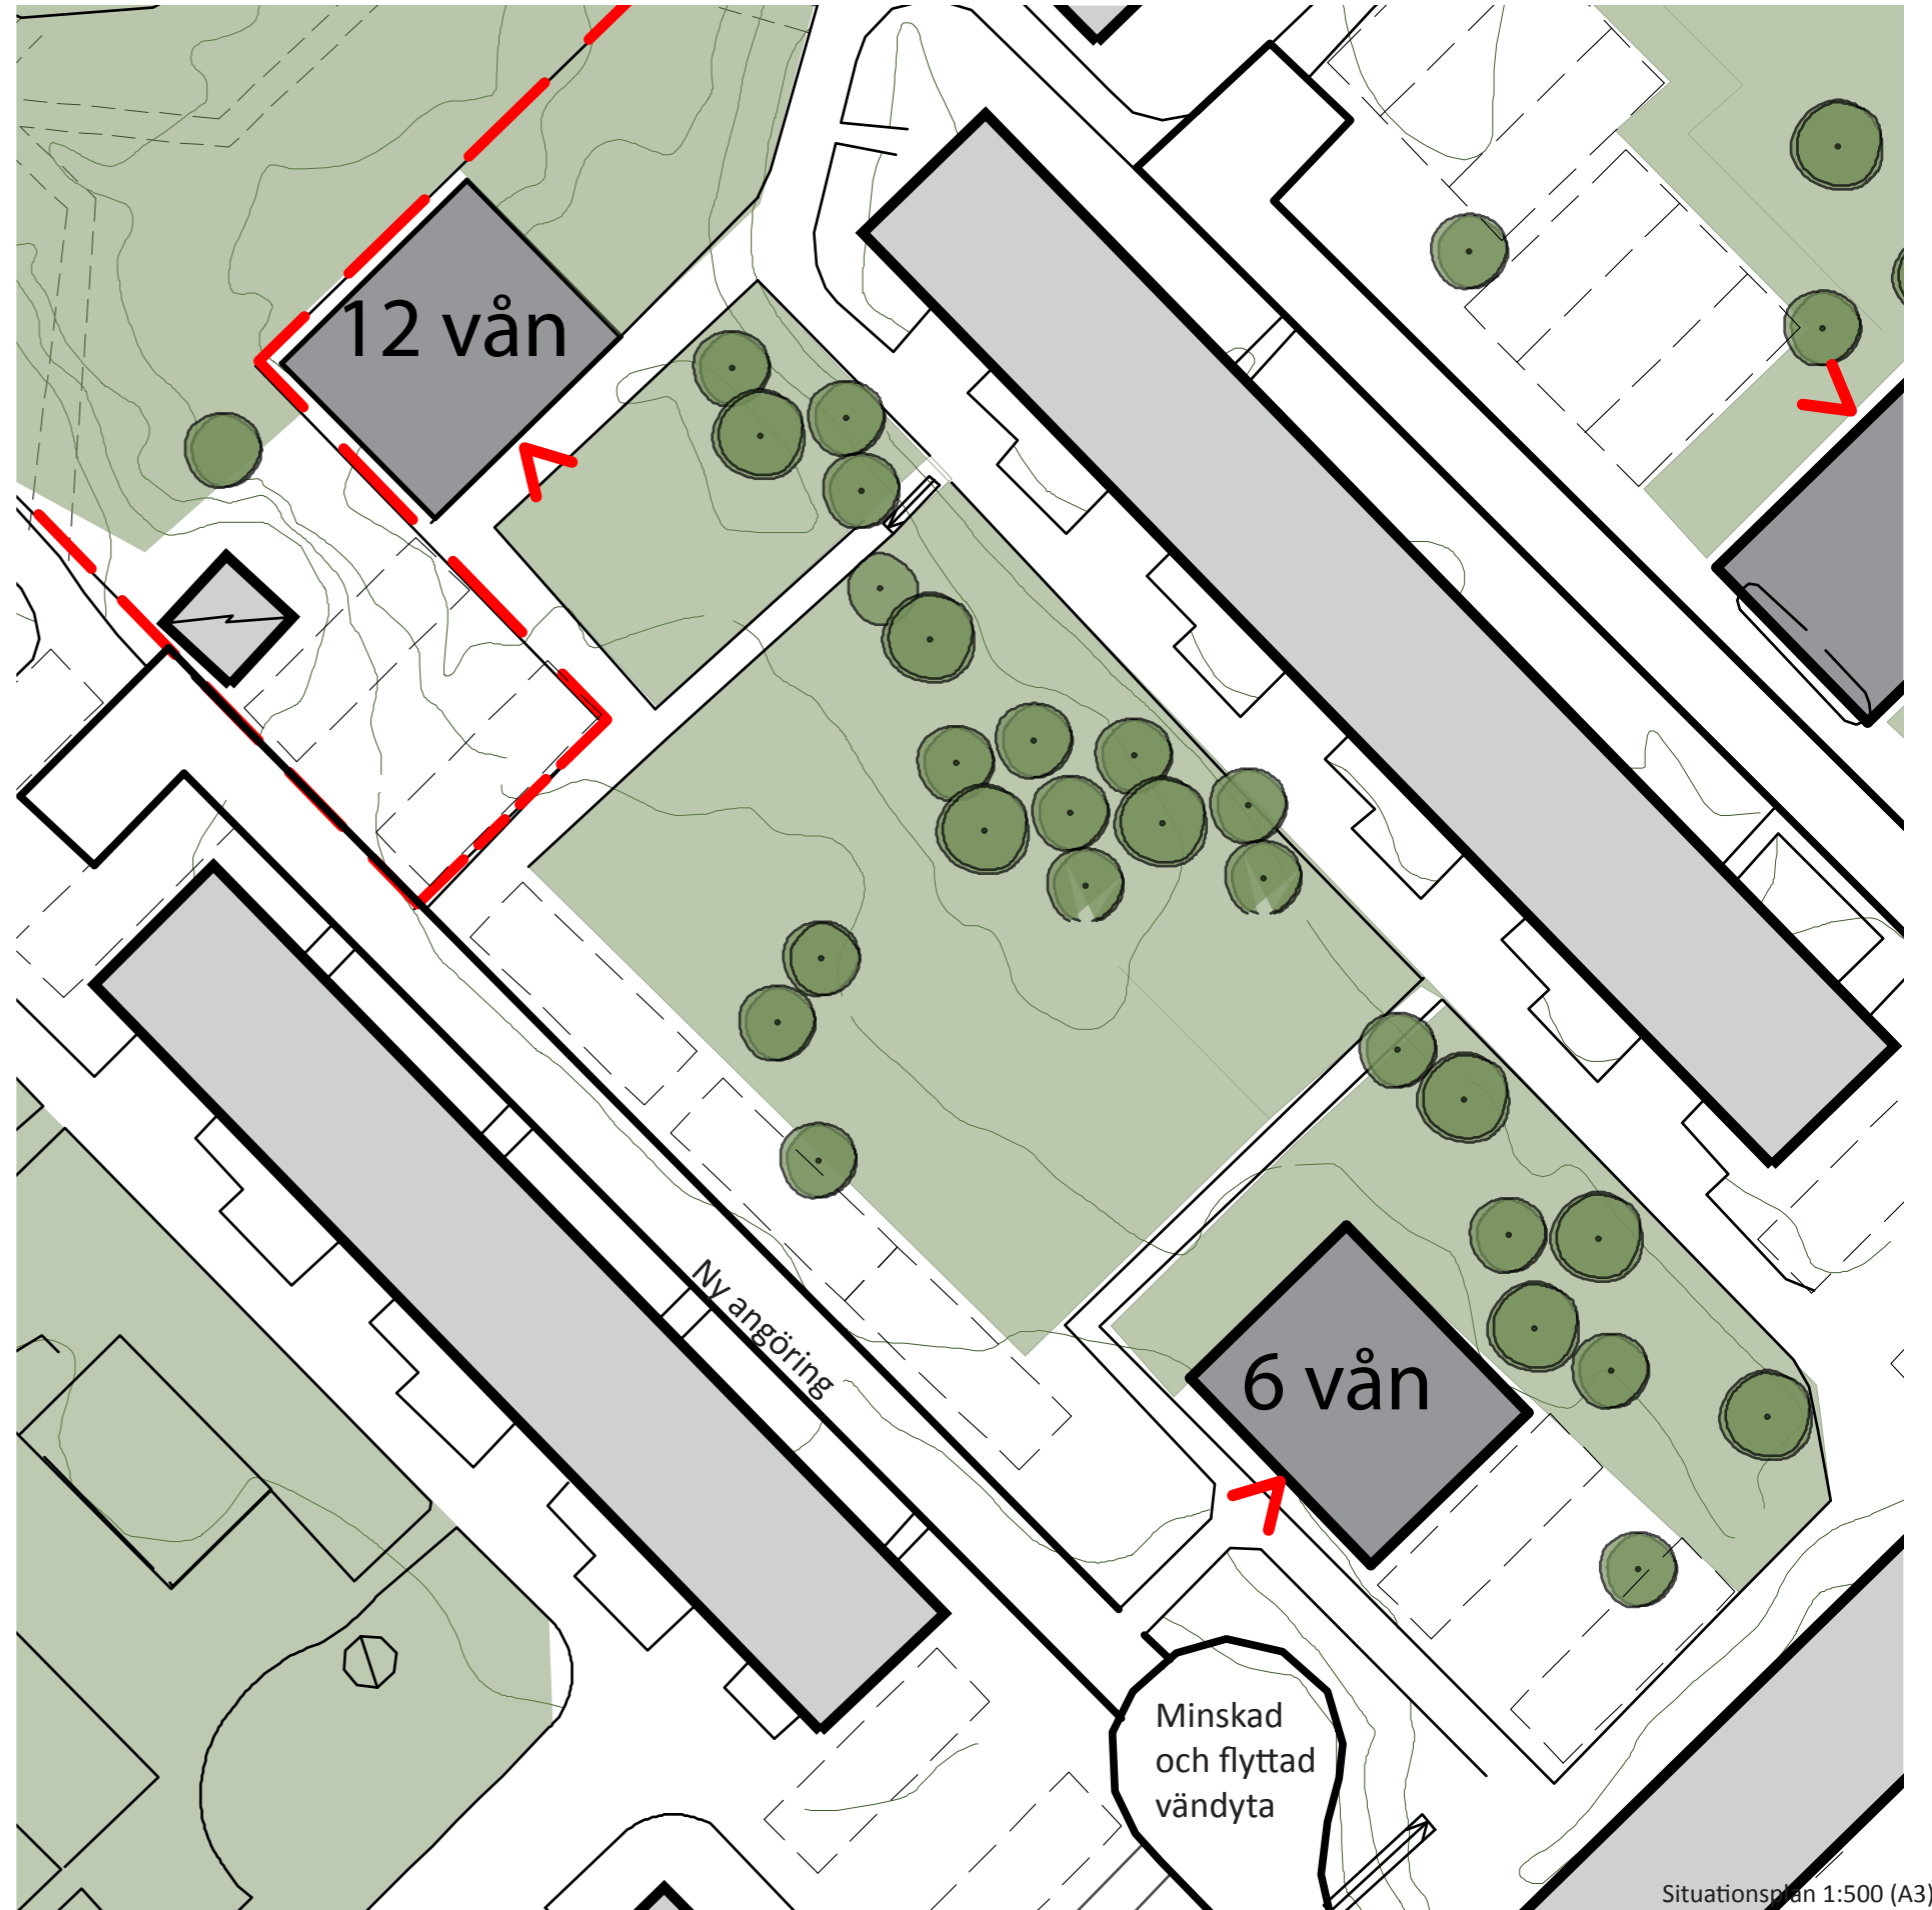 12 vån
Ny angöring
6 vån
Minskad
och flyttad
vändyta
Situationsplan 1:500 (A3)